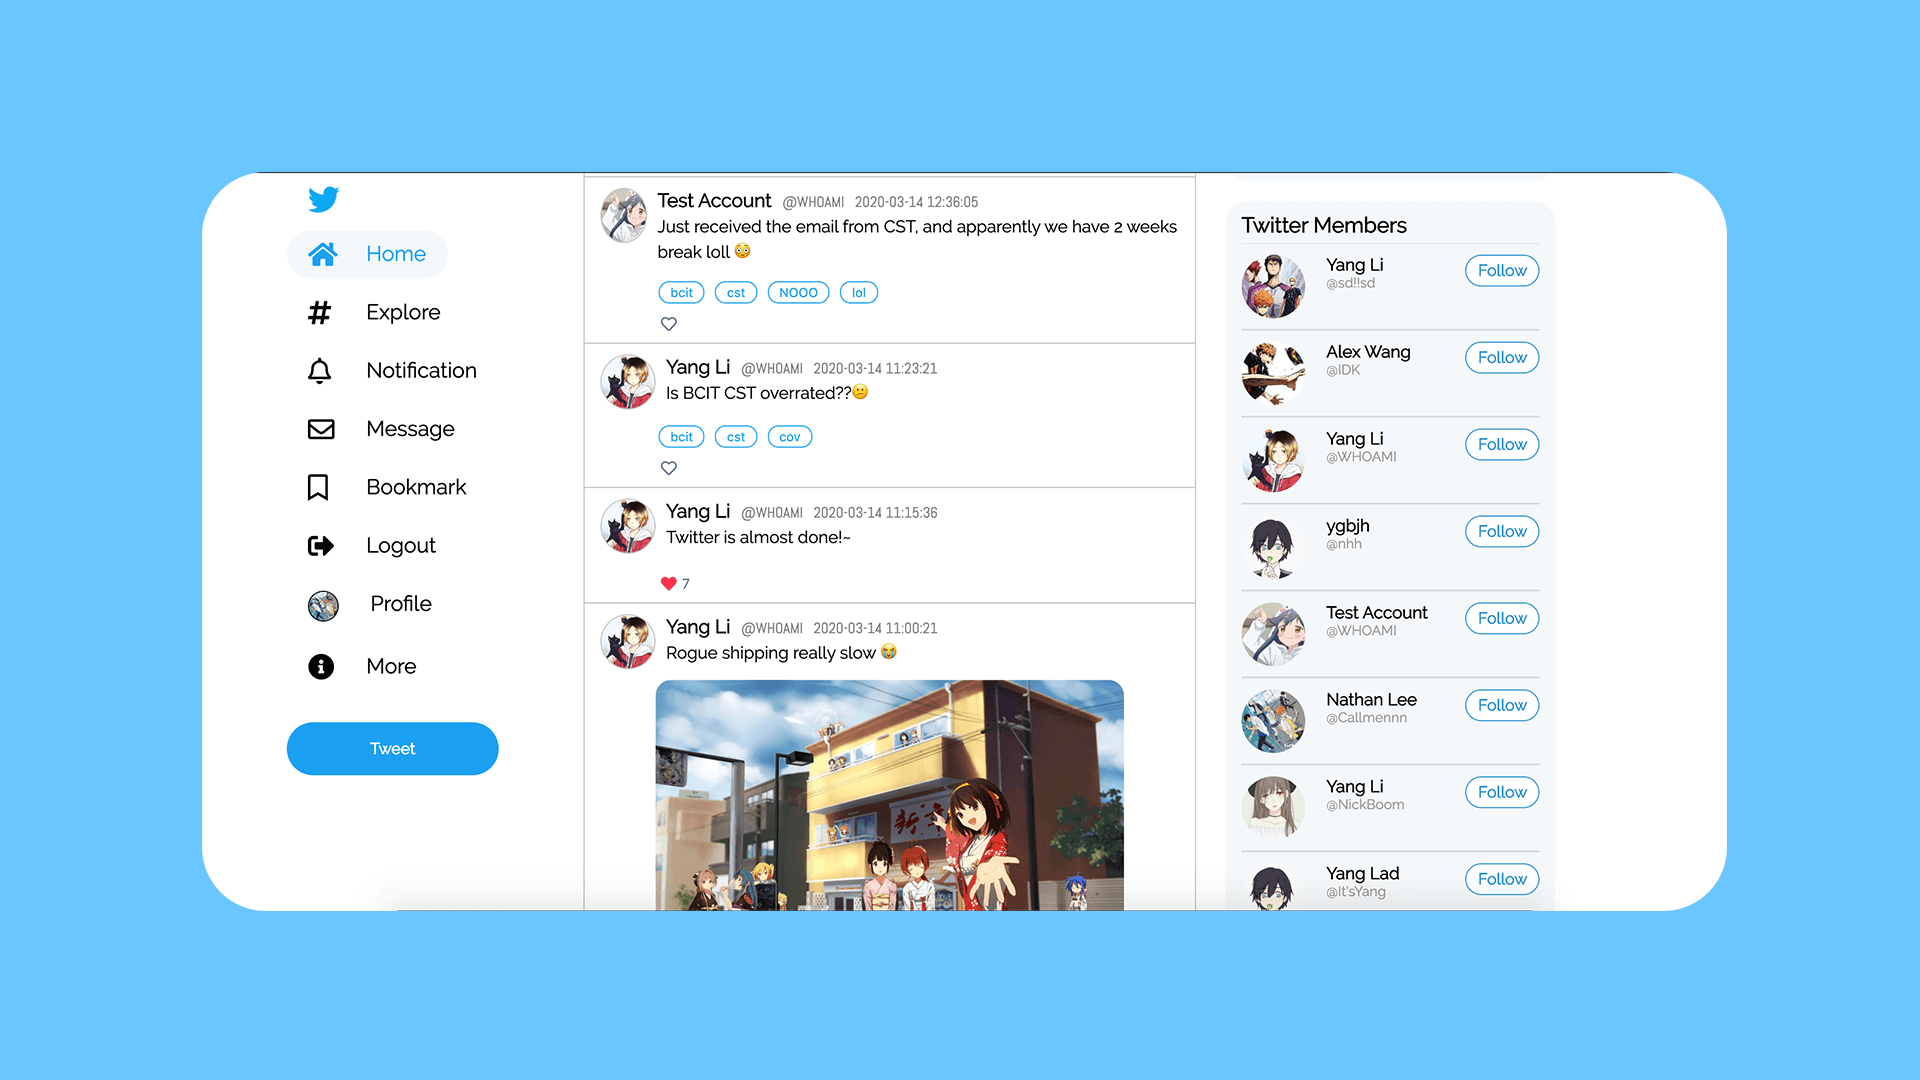 Home
Explore
Notification
Message
Bookmark
Logout
Profile
More
Tweet
Test Account @WHOAMI 2020-03-14 12:36:05
Just received the email from CST, and apparently we have 2 weeks
break loll 😳
bcit cst NOOO lol
Yang Li @WHOAMI 2020-03-14 11:23:21
Is BCIT CST overrated??😕
bcit cst cov
Yang Li @WHOAMI 2020-03-14 11:15:36
Twitter is almost done!~
7
Yang Li @WHOAMI 2020-03-14 11:00:21
Rogue shipping really slow 😭
Twitter Members
Yang Li
@sd!!sd
Follow
Alex Wang
@IDK
Follow
Yang Li
@WHOAMI
Follow
ygbjh
@nhh
Follow
Test Account
@WHOAMI
Follow
Nathan Lee
@Callmennn
Follow
Yang Li
@NickBoom
Follow
Yang Lad
@It'sYang
Follow